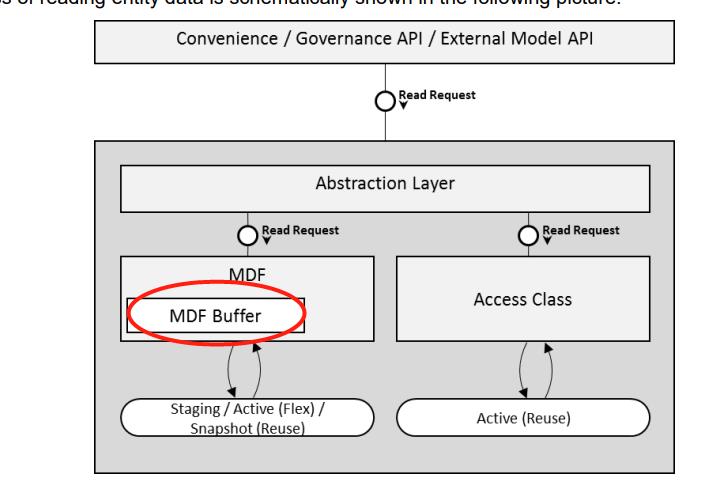 ss of reading entity data is schematically shown in the following picture:
Convenience / Governance API / External Model API
Read Request
Abstraction Layer
Read Request
Read Request
MDF
MDF Buffer
Access Class
Staging / Active (Flex) /
Snapshot (Reuse)
Active (Reuse)